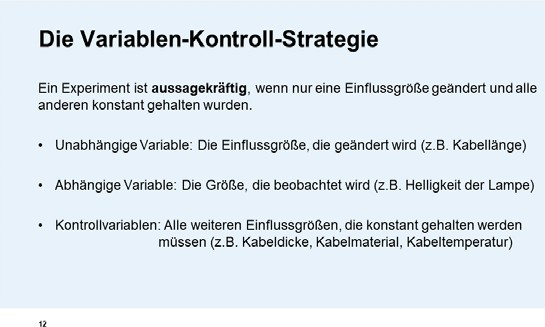 Die Variablen-Kontroll-Strategie
Ein Experiment ist aussagekräftig, wenn nur eine Einflussgröße geändert und alle
anderen konstant gehalten wurden.
• Unabhängige Variable: Die Einflussgröße, die geändert wird (z.B. Kabellänge)
• Abhängige Variable: Die Größe, die beobachtet wird (z.B. Helligkeit der Lampe)
• Kontrollvariablen: Alle weiteren Einflussgrößen, die konstant gehalten werden
müssen (z.B. Kabeldicke, Kabelmaterial, Kabeltemperatur)
12